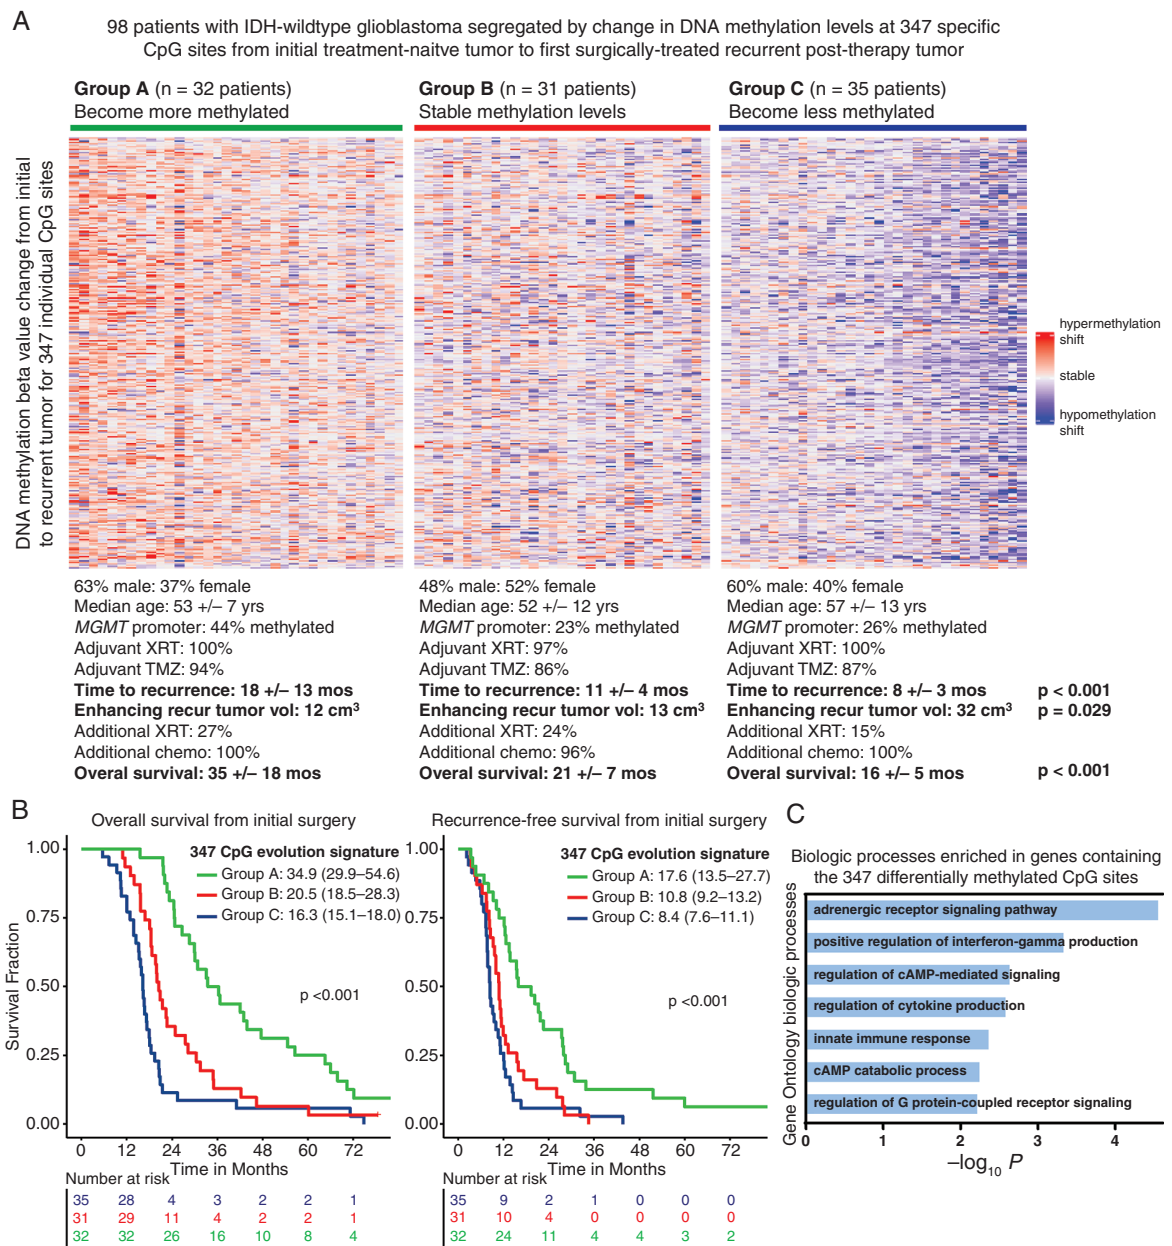 A
98 patients with IDH-wildtype glioblastoma segregated by change in DNA methylation levels at 347 specific
CpG sites from initial treatment-naitve tumor to first surgically-treated recurrent post-therapy tumor
Group A (n = 32 patients)
Become more methylated
Group B (n = 31 patients)
Stable methylation levels
Group C (n = 35 patients)
Become less methylated
DNA methylation beta value change from initial
to recurrent tumor for 347 individual CpG sites
hypermethylation
shift
stable
hypomethylation
shift
63% male: 37% female
Median age: 53 +/– 7 yrs
MGMT promoter: 44% methylated
Adjuvant XRT: 100%
Adjuvant TMZ: 94%
Time to recurrence: 18 +/– 13 mos
Enhancing recur tumor vol: 12 cm³
Additional XRT: 27%
Additional chemo: 100%
Overal survival: 35 +/– 18 mos
48% male: 52% female
Median age: 52 +/– 12 yrs
MGMT promoter: 23% methylated
Adjuvant XRT: 97%
Adjuvant TMZ: 86%
Time to recurrence: 11 +/– 4 mos
Enhancing recur tumor vol: 13 cm³
Additional XRT: 24%
Additional chemo: 96%
Overall survival: 21 +/– 7 mos
60% male: 40% female
Median age: 57 +/– 13 yrs
MGMT promoter: 26% methylated
Adjuvant XRT: 100%
Adjuvant TMZ: 87%
Time to recurrence: 8 +/– 3 mos
Enhancing recur tumor vol: 32 cm³
Additional XRT: 15%
Additional chemo: 100%
Overall survival: 16 +/– 5 mos
p < 0.001
p = 0.029
p < 0.001
B
Overall survival from initial surgery
347 CpG evolution signature
Group A: 34.9 (29.9–54.6)
Group B: 20.5 (18.5–28.3)
Group C: 16.3 (15.1–18.0)
p <0.001
Survival Fraction
1.00
0.75
0.50
0.25
0.00
0 12 24 36 48 60 72
Time in Months
Number at risk
35 28 4 3 2 2 1
31 29 11 4 2 2 1
32 32 26 16 10 8 4
Recurrence-free survival from initial surgery
347 CpG evolution signature
Group A: 17.6 (13.5–27.7)
Group B: 10.8 (9.2–13.2)
Group C: 8.4 (7.6–11.1)
p <0.001
1.00
0.75
0.50
0.25
0.00
0 12 24 36 48 60 72
Time in Months
Number at risk
35 9 2 1 0 0 0
31 10 4 0 0 0 0
32 24 11 4 4 3 2
C
Biologic processes enriched in genes containing
the 347 differentially methylated CpG sites
Gene Ontology biologic processes
adrenergic receptor signaling pathway
positive regulation of interferon-gamma production
regulation of cAMP-mediated signaling
regulation of cytokine production
innate immune response
cAMP catabolic process
regulation of G protein-coupled receptor signaling
0 1 2 3 4
–log₁₀ P